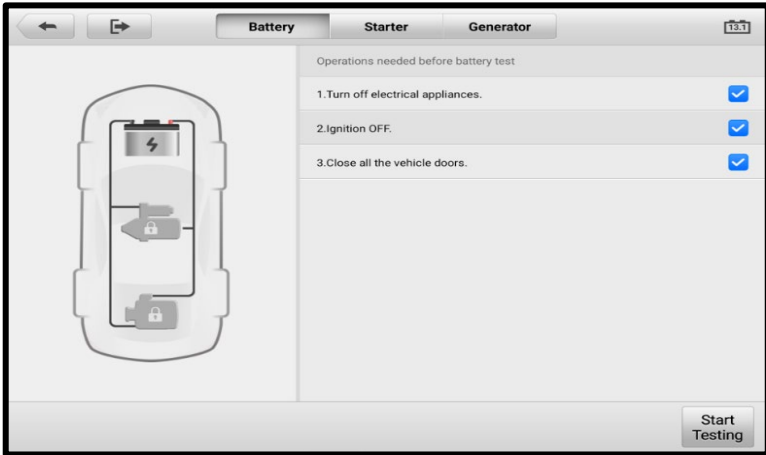 Battery
Starter
Generator
13.1
Operations needed before battery test
1.Turn off electrical appliances.
2.Ignition OFF.
3.Close all the vehicle doors.
Start
Testing